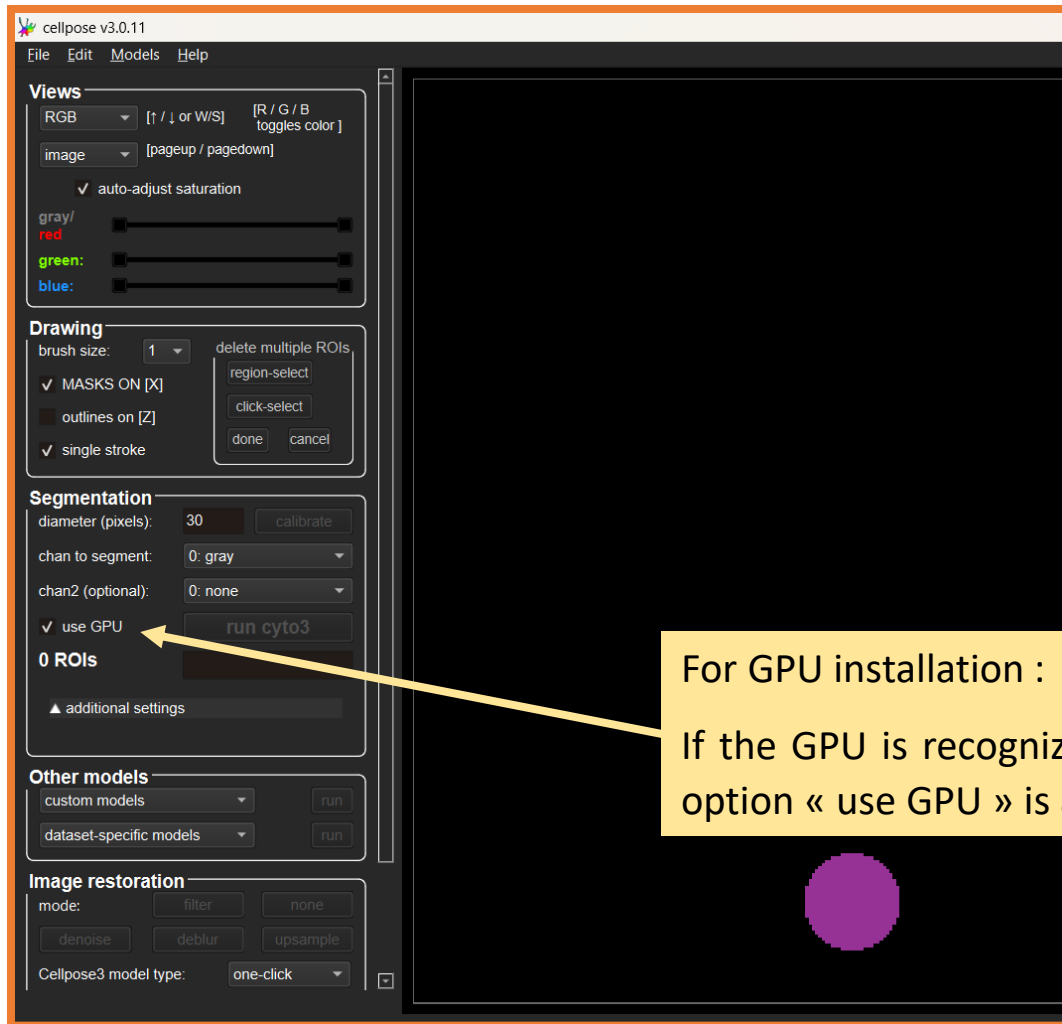 cellpose v3.0.11
File Edit Models Help
Views
RGB [↑ / ↓ or W/S] [R / G / B
toggles color ]
image [pageup / pagedown]
auto-adjust saturation
gray/
red
green:
blue:
Drawing
brush size: 1
MASKS ON [X]
outlines on [Z]
single stroke
delete multiple ROIs
region-select
click-select
done cancel
Segmentation
diameter (pixels): 30 calibrate
chan to segment: 0: gray
chan2 (optional): 0: none
use GPU run cyto3
0 ROIs
additional settings
Other models
custom models run
dataset-specific models run
Image restoration
mode: filter none
denoise deblur upsample
Cellpose3 model type: one-click
For GPU installation :
If the GPU is recogniz
option « use GPU » is